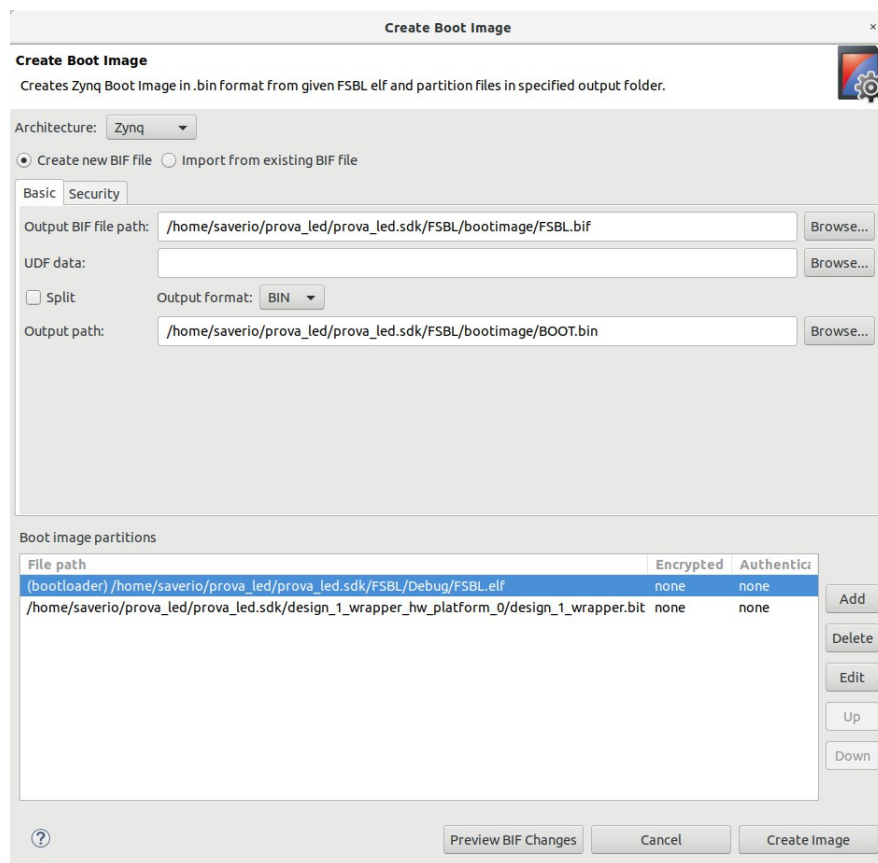 Create Boot Image ×
Create Boot Image
Creates Zynq Boot Image in .bin format from given FSBL elf and partition files in specified output folder.
Architecture: Zynq
Create new BIF file Import from existing BIF file
Basic Security
Output BIF file path: /home/saverio/prova_led/prova_led.sdk/FSBL/bootimage/FSBL.bif Browse...
UDF data: Browse...
Split Output format: BIN
Output path: /home/saverio/prova_led/prova_led.sdk/FSBL/bootimage/BOOT.bin Browse...
Boot image partitions
File path Encrypted Authentica
(bootloader) /home/saverio/prova_led/prova_led.sdk/FSBL/Debug/FSBL.elf none none
/home/saverio/prova_led/prova_led.sdk/design_1_wrapper_hw_platform_0/design_1_wrapper.bit none none
Add
Delete
Edit
Up
Down
? Preview BIF Changes Cancel Create Image